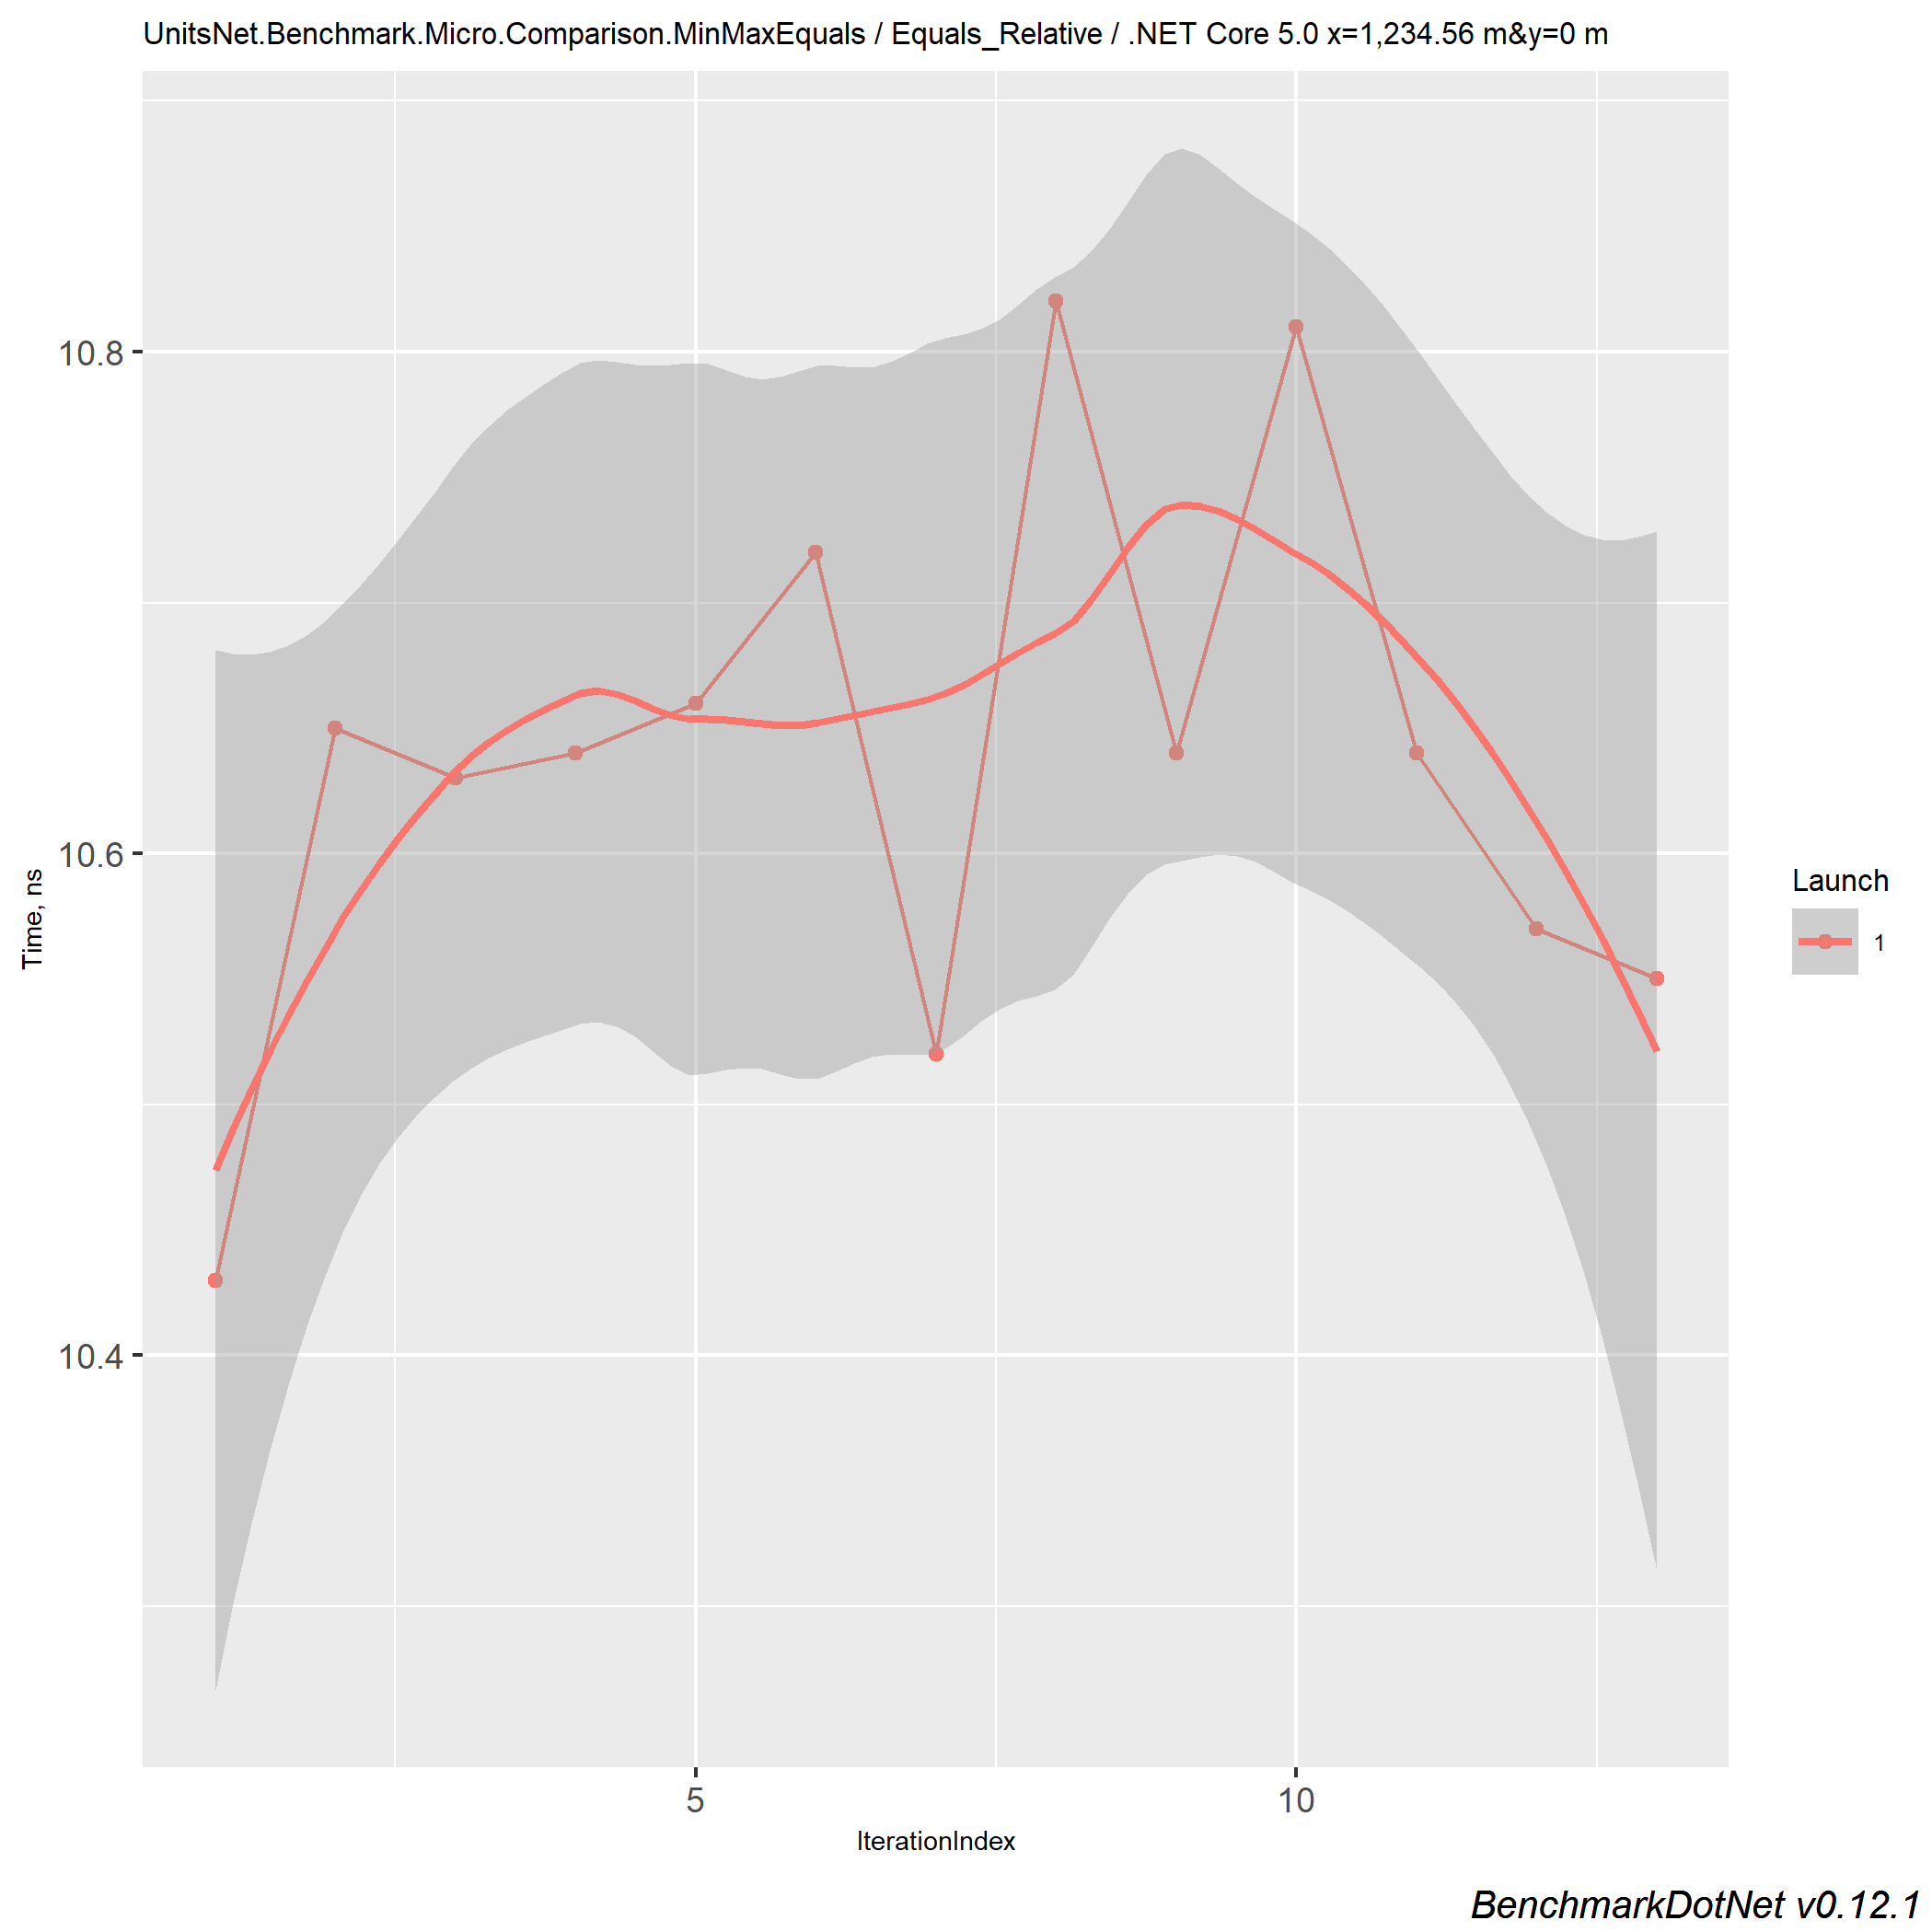 UnitsNet.Benchmark.Micro.Comparison.MinMaxEquals / Equals_Relative / .NET Core 5.0 x=1,234.56 m&y=0 m
10.8
10.6
10.4
Time, ns
5
10
IterationIndex
Launch
1
BenchmarkDotNet v0.12.1